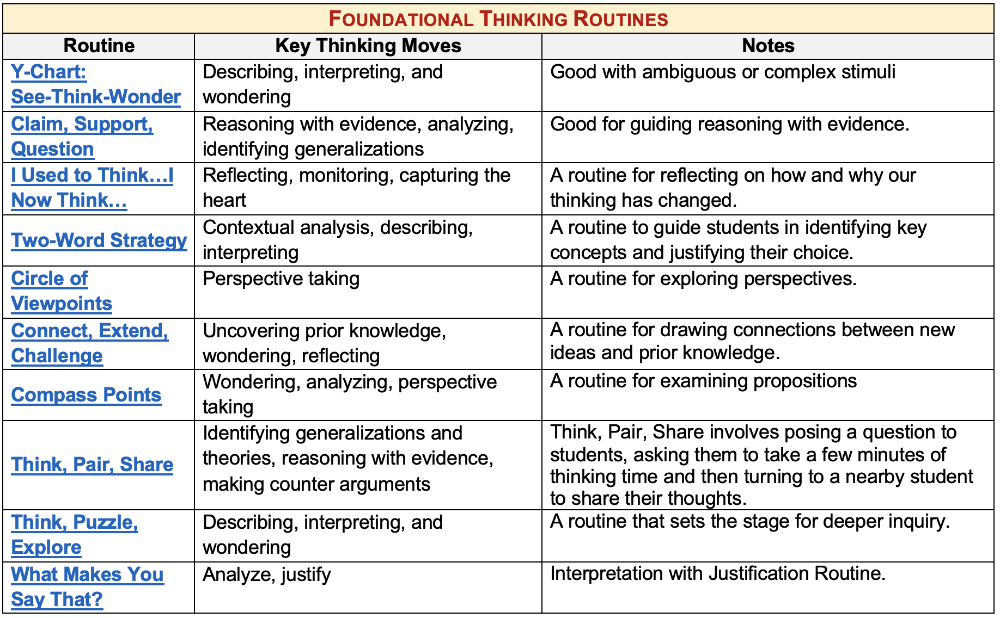 FOUNDATIONAL THINKING ROUTINES
Routine
Key Thinking Moves
Notes
Y-Chart:
See-Think-Wonder
Describing, interpreting, and
wondering
Good with ambiguous or complex stimuli
Claim, Support,
Question
Reasoning with evidence, analyzing,
identifying generalizations
Good for guiding reasoning with evidence.
I Used to Think…I
Now Think…
Reflecting, monitoring, capturing the
heart
A routine for reflecting on how and why our
thinking has changed.
Two-Word Strategy
Contextual analysis, describing,
interpreting
A routine to guide students in identifying key
concepts and justifying their choice.
Circle of
Viewpoints
Perspective taking
A routine for exploring perspectives.
Connect, Extend,
Challenge
Uncovering prior knowledge,
wondering, reflecting
A routine for drawing connections between new
ideas and prior knowledge.
Compass Points
Wondering, analyzing, perspective
taking
A routine for examining propositions
Think, Pair, Share
Identifying generalizations and
theories, reasoning with evidence,
making counter arguments
Think, Pair, Share involves posing a question to
students, asking them to take a few minutes of
thinking time and then turning to a nearby student
to share their thoughts.
Think, Puzzle,
Explore
Describing, interpreting, and
wondering
A routine that sets the stage for deeper inquiry.
What Makes You
Say That?
Analyze, justify
Interpretation with Justification Routine.